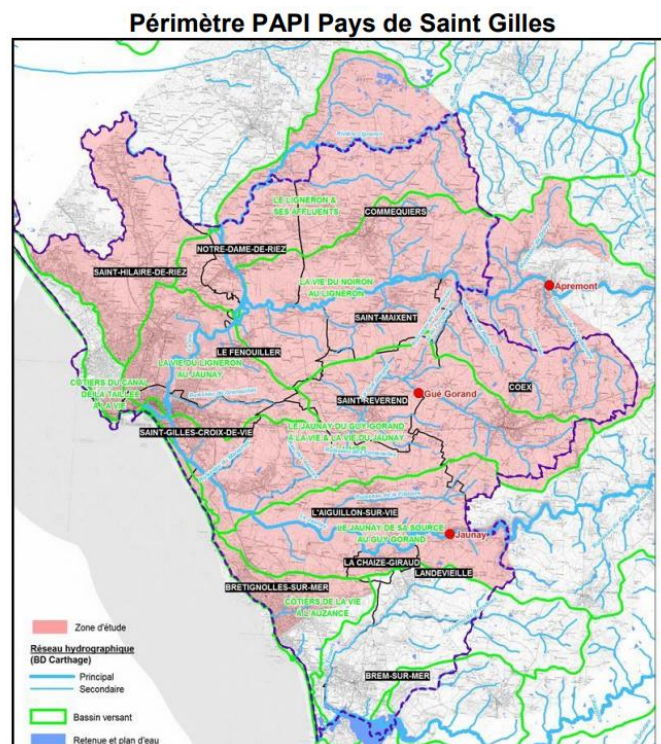 Périmètre PAPI Pays de Saint Gilles
LE LIGNERON &
SES AFFLUENTS
COMMEQUIERS
NOTRE-DAME-DE-RIEZ
SAINT-HILAIRE-DE-RIEZ
LA VIE DU NOIRON
AU LIGNERON
Apremont
SAINT-MAIXENT
LE FENOUILLER
LA VIE DU LIGNERON
AU JAUNAY
COTIERS DU CANAL
DE LA TAILLEE
A LA VIE
COEX
Gué Gorand
SAINT-REVEREND
SAINT-GILLES-CROIX-DE-VIE
LE JAUNAY DU GUY GORAND
A LA VIE & LA VIE DU JAUNAY
L'AIGUILLON-SUR-VIE
LE JAUNAY DE SA SOURCE
AU GUY GORAND
Jaunay
LA CHAIZE-GIRAUD
LANDEVIEILLE
BRETIGNOLLES-SUR-MER
COTIERS DE LA VIE
A L'AUZANCE
BREM-SUR-MER
Zone d'étude
Réseau hydrographique
(BD Carthage)
Principal
Secondaire
Bassin versant
Retenue et plan d'eau